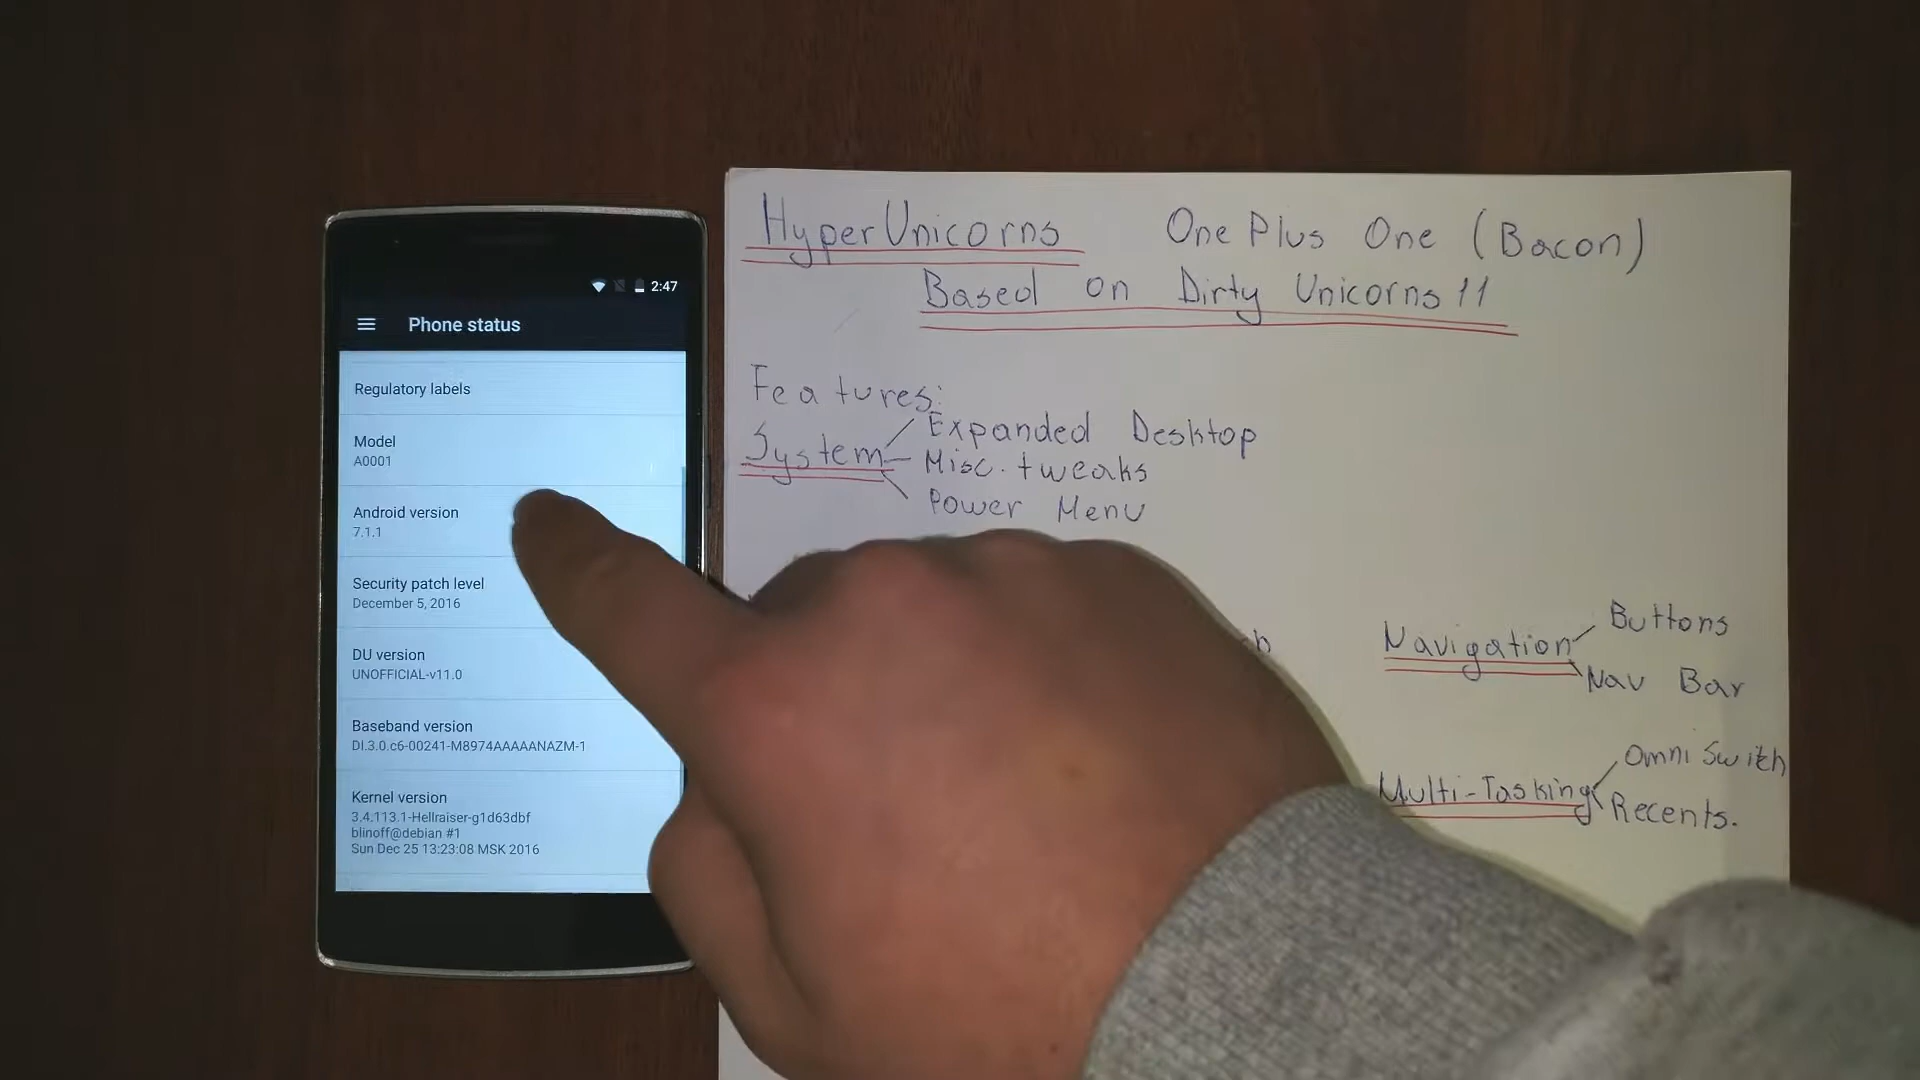 2:47
Phone status
Regulatory labels
Model
A0001
Android version
7.1.1
Security patch level
December 5, 2016
DU version
UNOFFICIAL-v11.0
Baseband version
DI.3.0.c6-00241-M8974AAAAANAZM-1
Kernel version
3.4.113.1-Hellraiser-g1d63dbf
blinoff@debian #1
Sun Dec 25 13:23:08 MSK 2016
HyperUnicorns One Plus One (Bacon)
Based on Dirty Unicorns 11
Features:
System
Expanded Desktop
Misc. tweaks
Power Menu
Navigation
Buttons
Nav Bar
Multi-Tasking
Omni Switch
Recents.